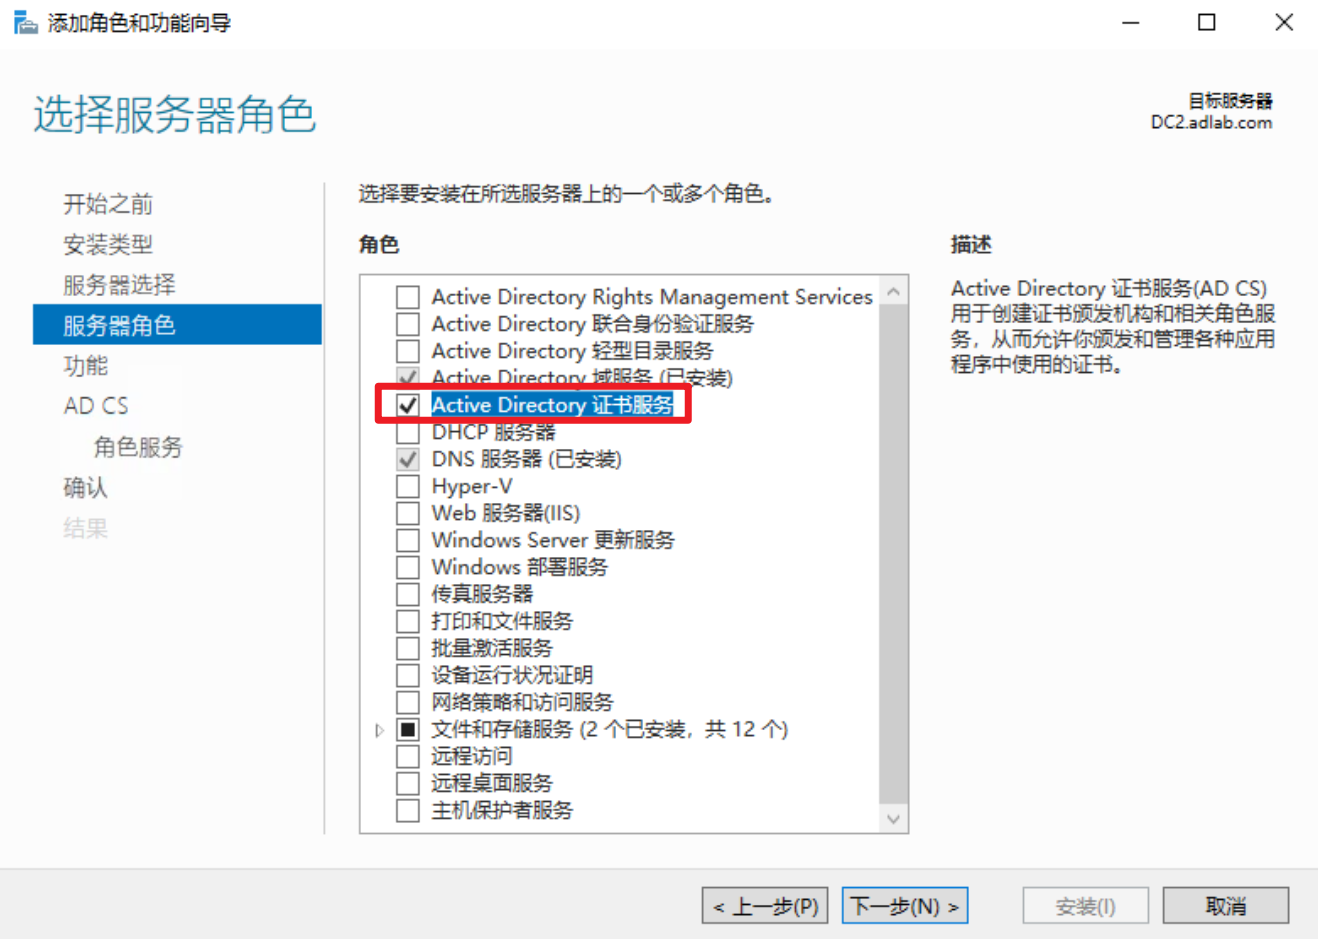 添加角色和功能向导
选择服务器角色
目标服务器
DC2.adlab.com
开始之前
安装类型
服务器选择
服务器角色
功能
AD CS
角色服务
确认
结果
选择要安装在所选服务器上的一个或多个角色。
角色
Active Directory Rights Management Services
Active Directory 联合身份验证服务
Active Directory 轻型目录服务
Active Directory 域服务 (已安装)
Active Directory 证书服务
DHCP 服务器
DNS 服务器 (已安装)
Hyper-V
Web 服务器(IIS)
Windows Server 更新服务
Windows 部署服务
传真服务器
打印和文件服务
批量激活服务
设备运行状况证明
网络策略和访问服务
文件和存储服务 (2 个已安装，共 12 个)
远程访问
远程桌面服务
主机保护者服务
描述
Active Directory 证书服务(AD CS)
用于创建证书颁发机构和相关角色服
务，从而允许你颁发和管理各种应用
程序中使用的证书。
< 上一步(P)
下一步(N) >
安装(I)
取消